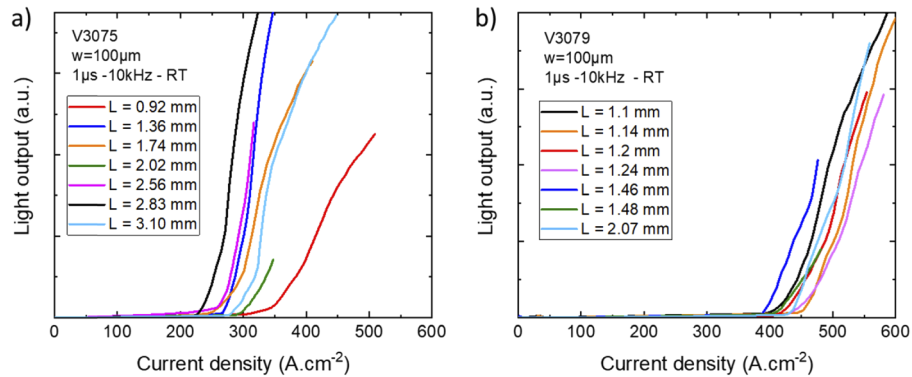 a)
V3075
w=100µm
1µs -10kHz - RT
L = 0.92 mm
L = 1.36 mm
L = 1.74 mm
L = 2.02 mm
L = 2.56 mm
L = 2.83 mm
L = 3.10 mm
Light output (a.u.)
0 100 200 300 400 500 600
Current density (A.cm⁻²)
b)
V3079
w=100µm
1µs -10kHz - RT
L = 1.1 mm
L = 1.14 mm
L = 1.2 mm
L = 1.24 mm
L = 1.46 mm
L = 1.48 mm
L = 2.07 mm
Light output (a.u.)
0 100 200 300 400 500 600
Current density (A.cm⁻²)